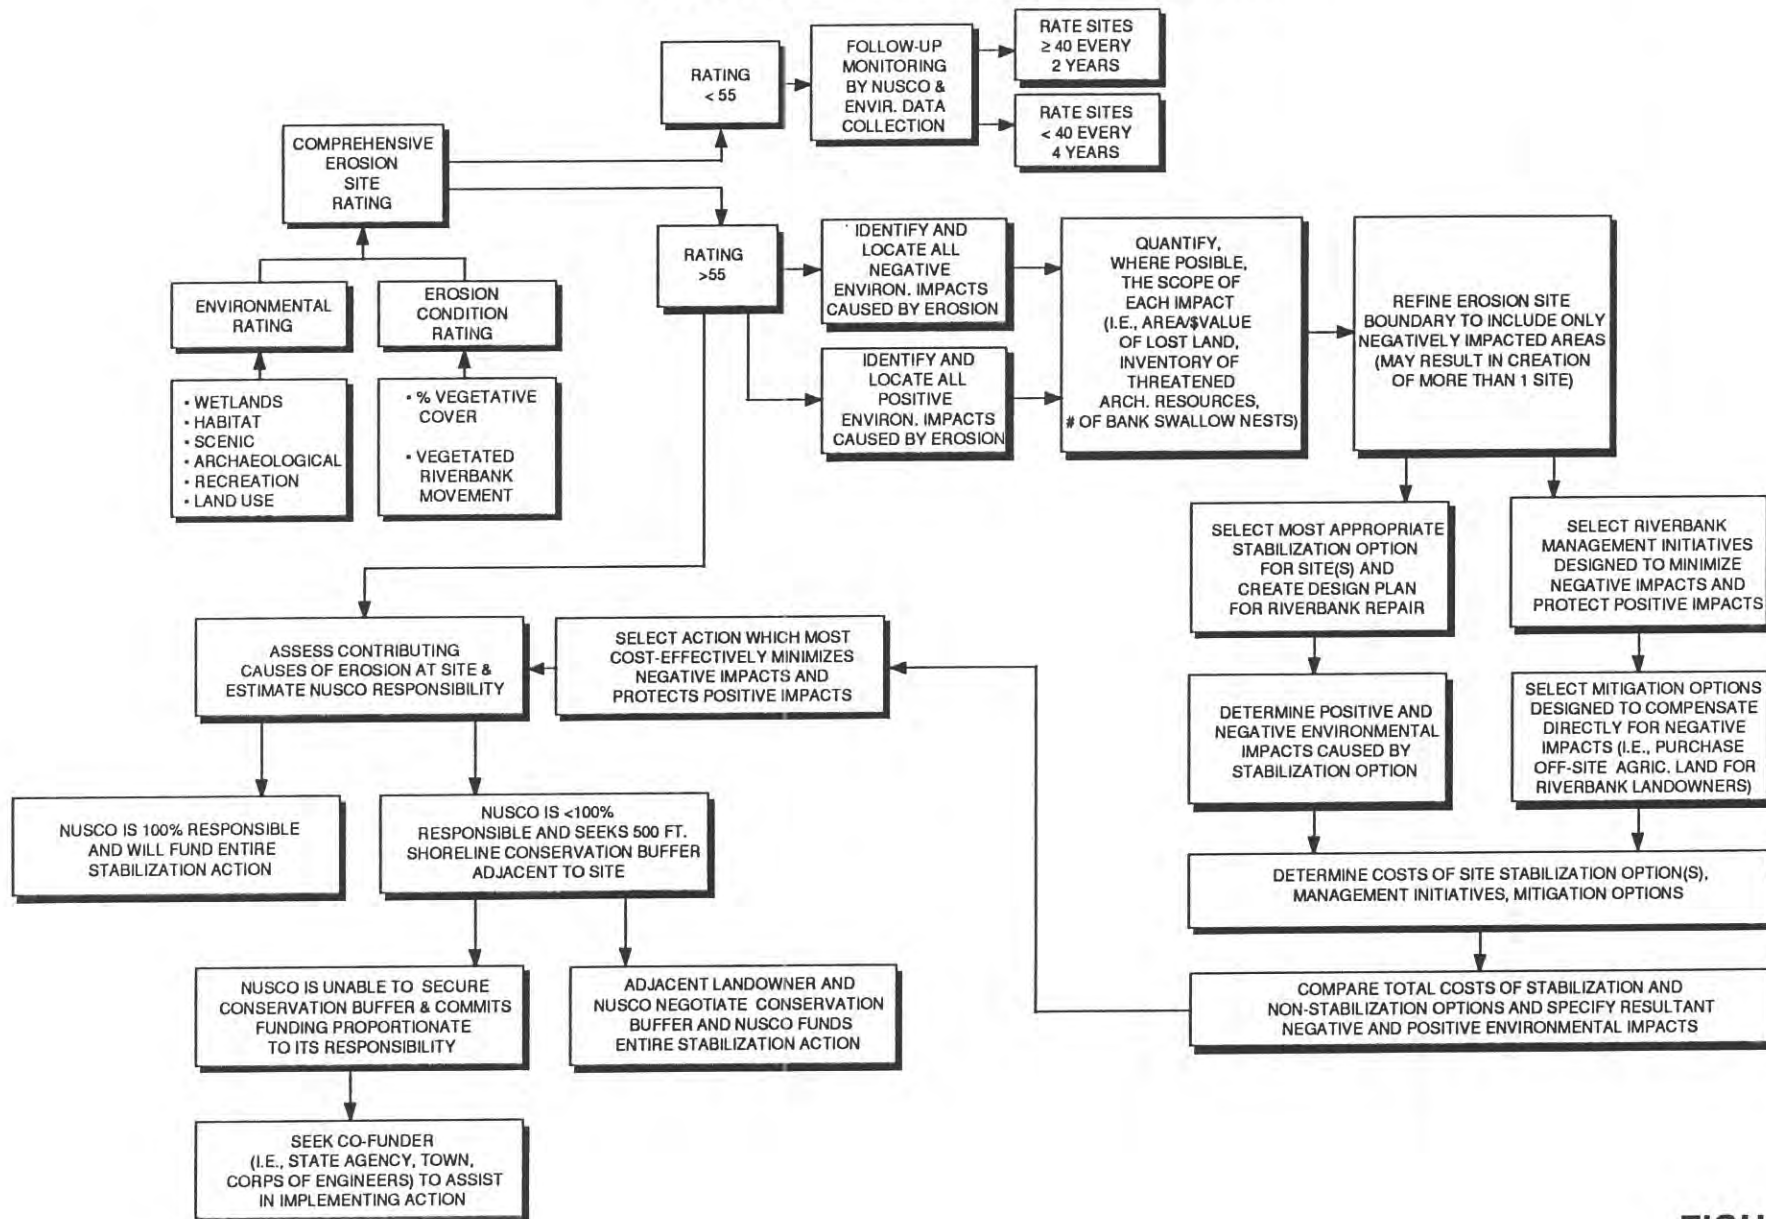 RATING
< 55
FOLLOW-UP
MONITORING
BY NUSCO &
ENVIR. DATA
COLLECTION
RATE SITES
≥ 40 EVERY
2 YEARS
RATE SITES
< 40 EVERY
4 YEARS
COMPREHENSIVE
EROSION
SITE
RATING
ENVIRONMENTAL
RATING
EROSION
CONDITION
RATING
• WETLANDS
• HABITAT
• SCENIC
• ARCHAEOLOGICAL
• RECREATION
• LAND USE
• % VEGETATIVE
COVER
• VEGETATED
RIVERBANK
MOVEMENT
RATING
>55
IDENTIFY AND
LOCATE ALL
NEGATIVE
ENVIRON. IMPACTS
CAUSED BY EROSION
IDENTIFY AND
LOCATE ALL
POSITIVE
ENVIRON. IMPACTS
CAUSED BY EROSION
QUANTIFY,
WHERE POSIBLE,
THE SCOPE OF
EACH IMPACT
(I.E., AREA/$VALUE
OF LOST LAND,
INVENTORY OF
THREATENED
ARCH. RESOURCES,
# OF BANK SWALLOW NESTS)
REFINE EROSION SITE
BOUNDARY TO INCLUDE ONLY
NEGATIVELY IMPACTED AREAS
(MAY RESULT IN CREATION
OF MORE THAN 1 SITE)
SELECT MOST APPROPRIATE
STABILIZATION OPTION
FOR SITE(S) AND
CREATE DESIGN PLAN
FOR RIVERBANK REPAIR
SELECT RIVERBANK
MANAGEMENT INITIATIVES
DESIGNED TO MINIMIZE
NEGATIVE IMPACTS AND
PROTECT POSITIVE IMPACTS
DETERMINE POSITIVE AND
NEGATIVE ENVIRONMENTAL
IMPACTS CAUSED BY
STABILIZATION OPTION
SELECT MITIGATION OPTIONS
DESIGNED TO COMPENSATE
DIRECTLY FOR NEGATIVE
IMPACTS (I.E., PURCHASE
OFF-SITE AGRIC. LAND FOR
RIVERBANK LANDOWNERS)
DETERMINE COSTS OF SITE STABILIZATION OPTION(S),
MANAGEMENT INITIATIVES, MITIGATION OPTIONS
COMPARE TOTAL COSTS OF STABILIZATION AND
NON-STABILIZATION OPTIONS AND SPECIFY RESULTANT
NEGATIVE AND POSITIVE ENVIRONMENTAL IMPACTS
SELECT ACTION WHICH MOST
COST-EFFECTIVELY MINIMIZES
NEGATIVE IMPACTS AND
PROTECTS POSITIVE IMPACTS
ASSESS CONTRIBUTING
CAUSES OF EROSION AT SITE &
ESTIMATE NUSCO RESPONSIBILITY
NUSCO IS 100% RESPONSIBLE
AND WILL FUND ENTIRE
STABILIZATION ACTION
NUSCO IS <100%
RESPONSIBLE AND SEEKS 500 FT.
SHORELINE CONSERVATION BUFFER
ADJACENT TO SITE
NUSCO IS UNABLE TO SECURE
CONSERVATION BUFFER & COMMITS
FUNDING PROPORTIONATE
TO ITS RESPONSIBILITY
ADJACENT LANDOWNER AND
NUSCO NEGOTIATE CONSERVATION
BUFFER AND NUSCO FUNDS
ENTIRE STABILIZATION ACTION
SEEK CO-FUNDER
(I.E., STATE AGENCY, TOWN,
CORPS OF ENGINEERS) TO ASSIST
IN IMPLEMENTING ACTION